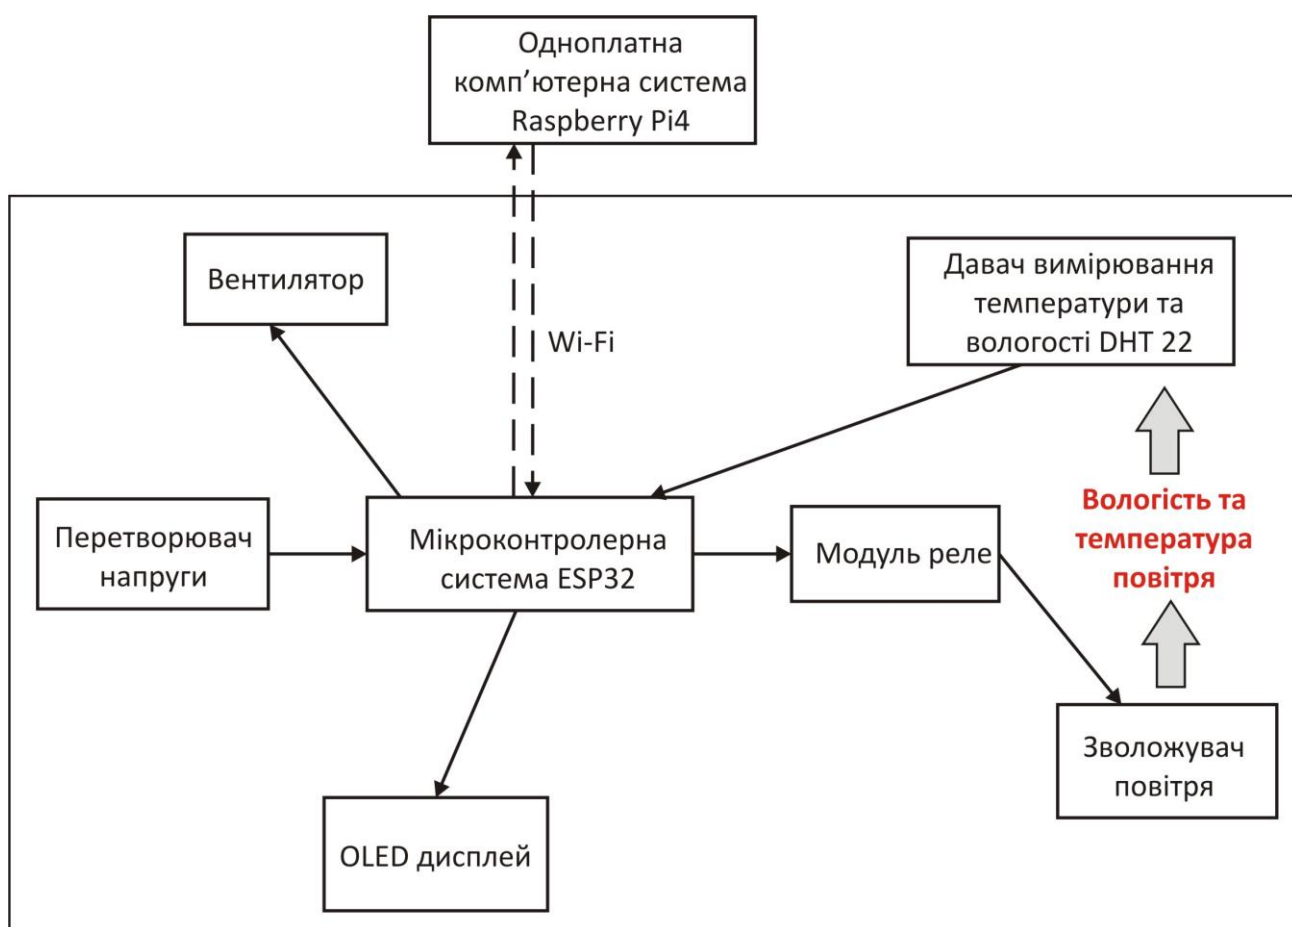 Одноплатна
комп’ютерна система
Raspberry Pi4
Вентилятор
Wi-Fi
Давач вимірювання
температури та
вологості DHT 22
Перетворювач
напруги
Мікроконтролерна
система ESP32
Модуль реле
Вологість та
температура
повітря
Зволожувач
повітря
OLED дисплей